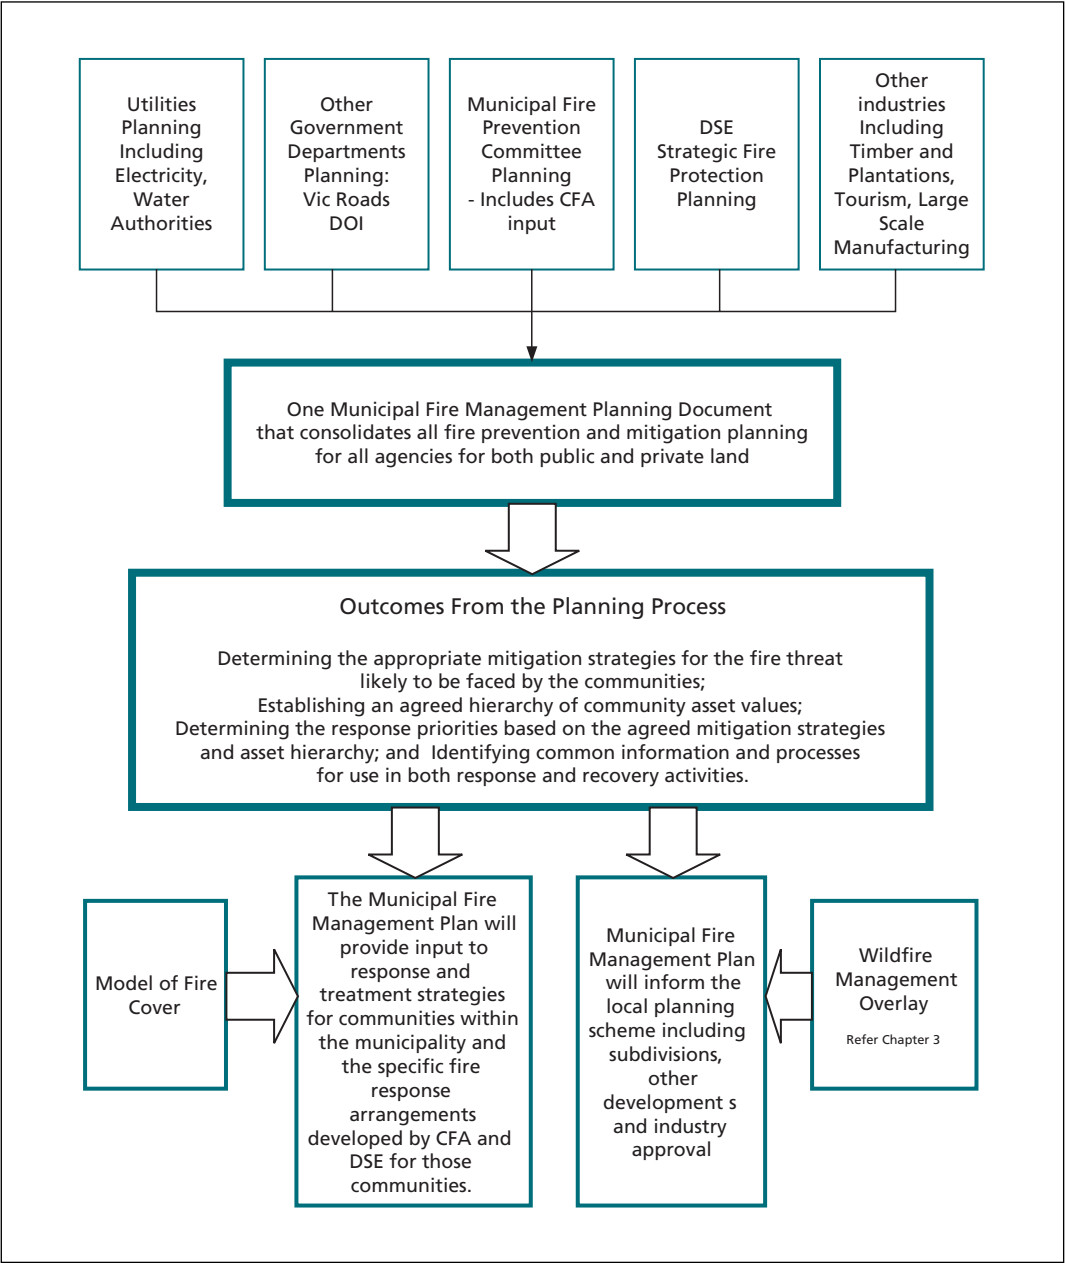 Utilities
Planning
Including
Electricity,
Water
Authorities
Other
Government
Departments
Planning:
Vic Roads
DOI
Municipal Fire
Prevention
Committee
Planning
- Includes CFA
input
DSE
Strategic Fire
Protection
Planning
Other
industries
Including
Timber and
Plantations,
Tourism, Large
Scale
Manufacturing
One Municipal Fire Management Planning Document
that consolidates all fire prevention and mitigation planning
for all agencies for both public and private land
Outcomes From the Planning Process
Determining the appropriate mitigation strategies for the fire threat
likely to be faced by the communities;
Establishing an agreed hierarchy of community asset values;
Determining the response priorities based on the agreed mitigation strategies
and asset hierarchy; and Identifying common information and processes
for use in both response and recovery activities.
Model of Fire
Cover
The Municipal Fire
Management Plan will
provide input to
response and
treatment strategies
for communities within
the municipality and
the specific fire
response
arrangements
developed by CFA and
DSE for those
communities.
Municipal Fire
Management Plan
will inform the
local planning
scheme including
subdivisions,
other
development s
and industry
approval
Wildfire
Management
Overlay
Refer Chapter 3